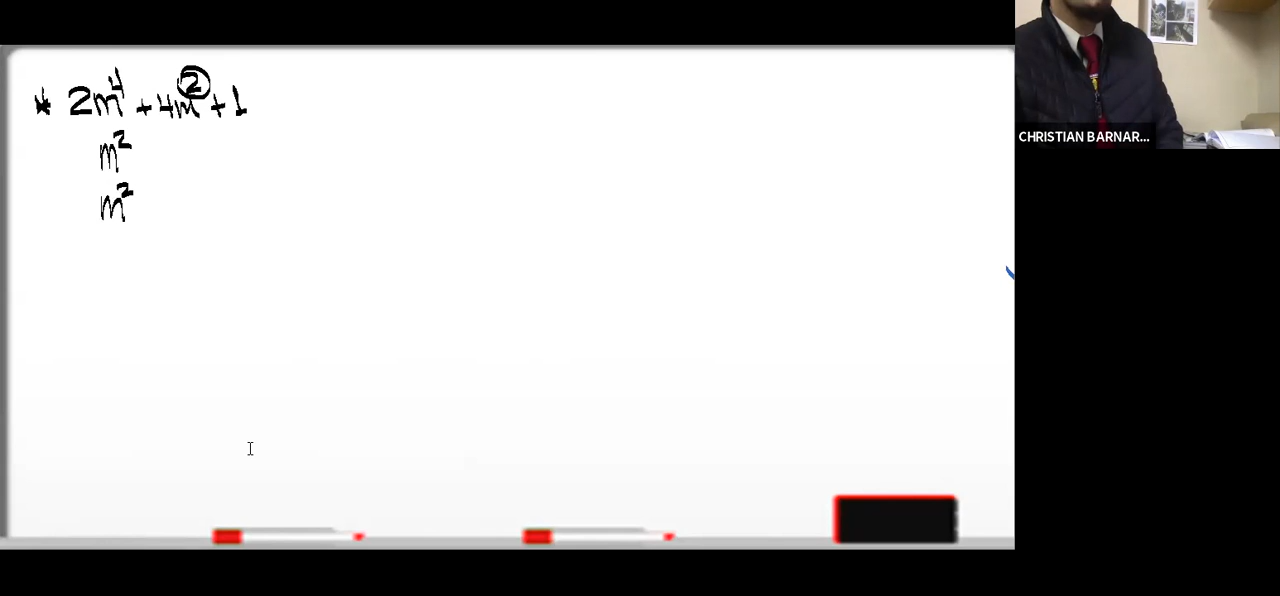 * 2m⁴ + 4m² + 1
m²
m²
CHRISTIAN BARNAR...